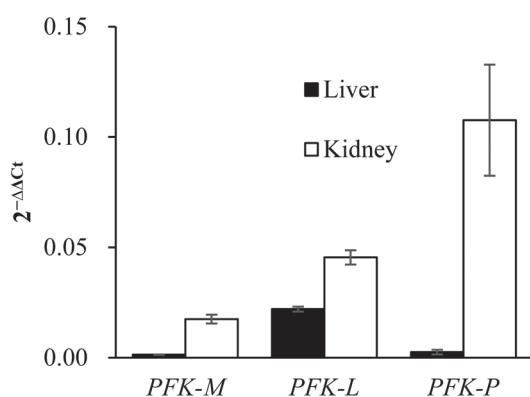 0.15
Liver
0.10
Kidney
2−ΔΔCt
0.05
0.00
PFK-M PFK-L PFK-P